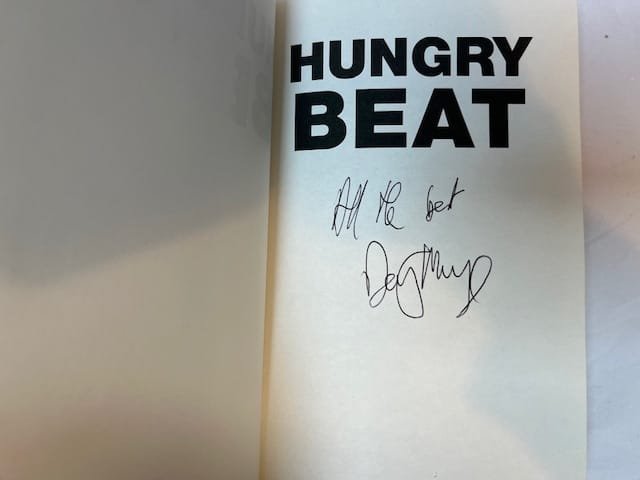 HUNGRY
BEAT
All the best